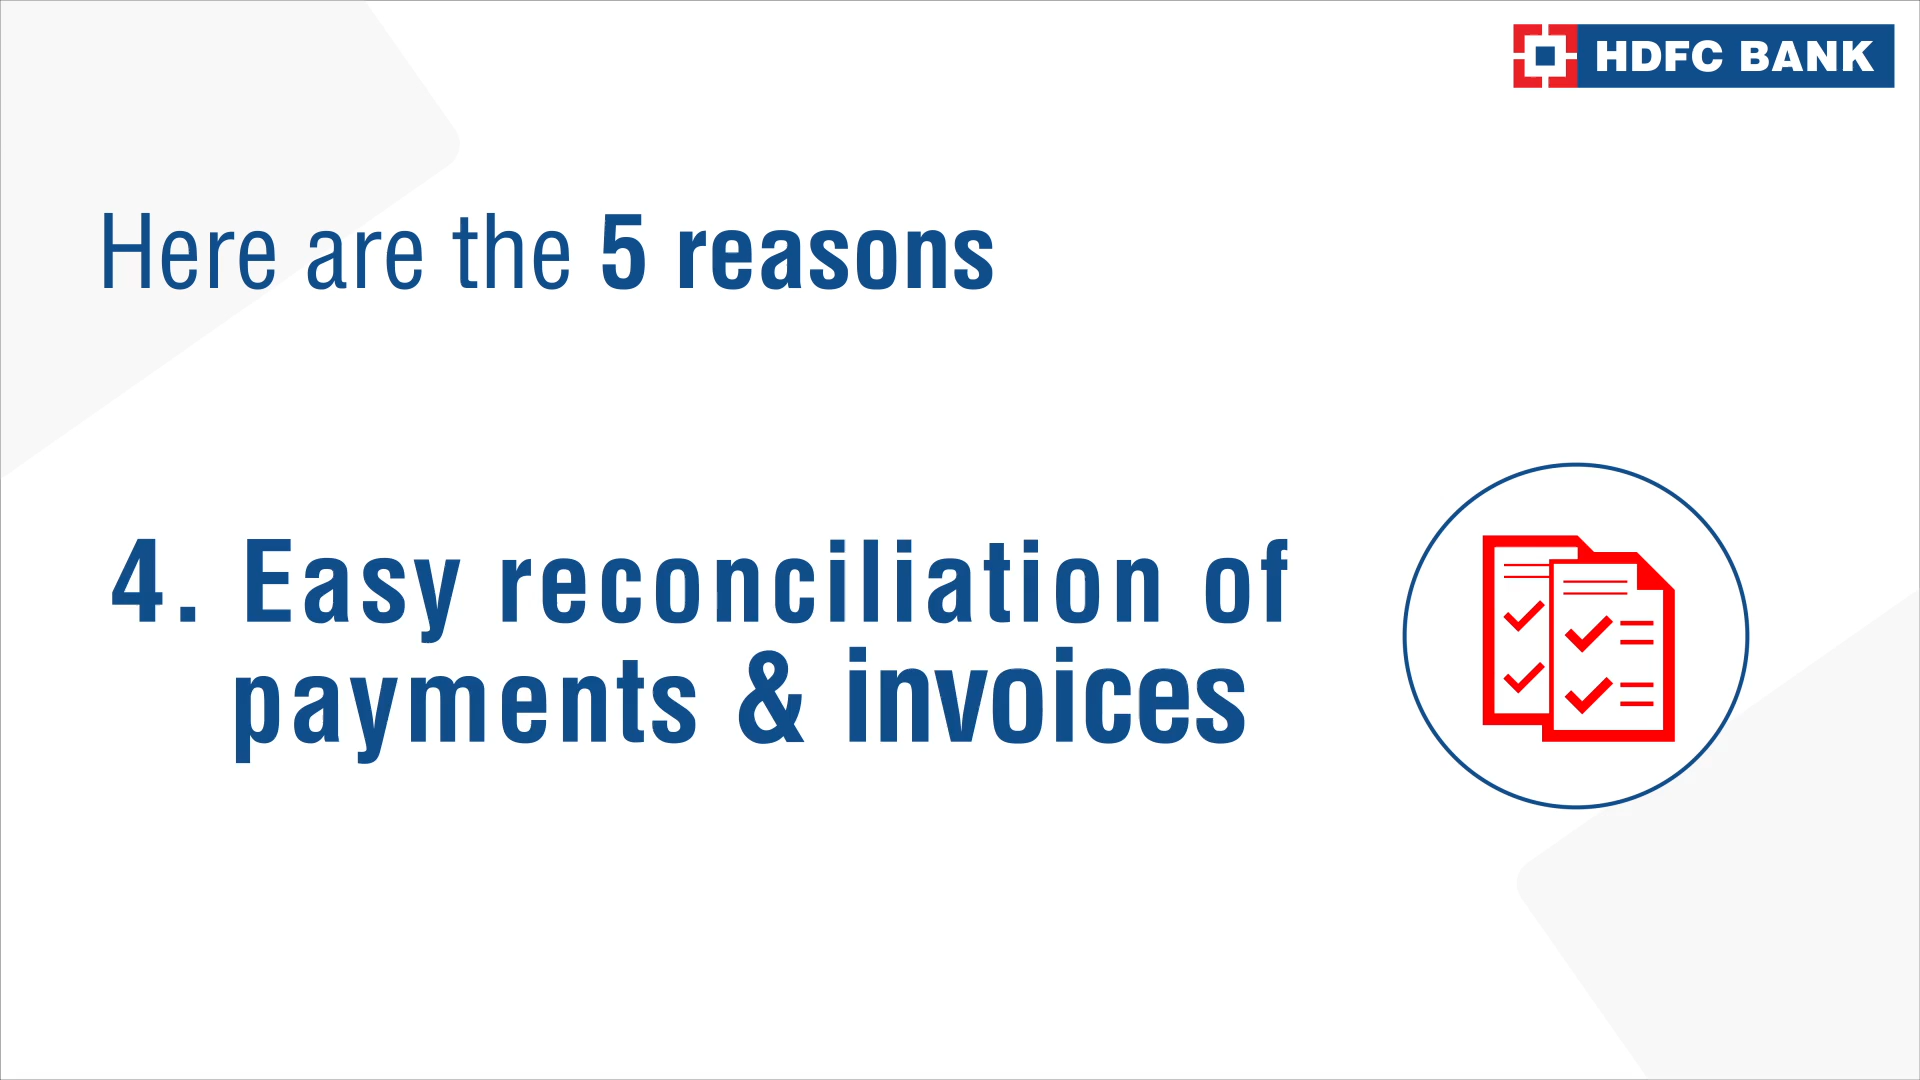 HDFC BANK
Here are the 5 reasons
4. Easy reconciliation of
payments & invoices